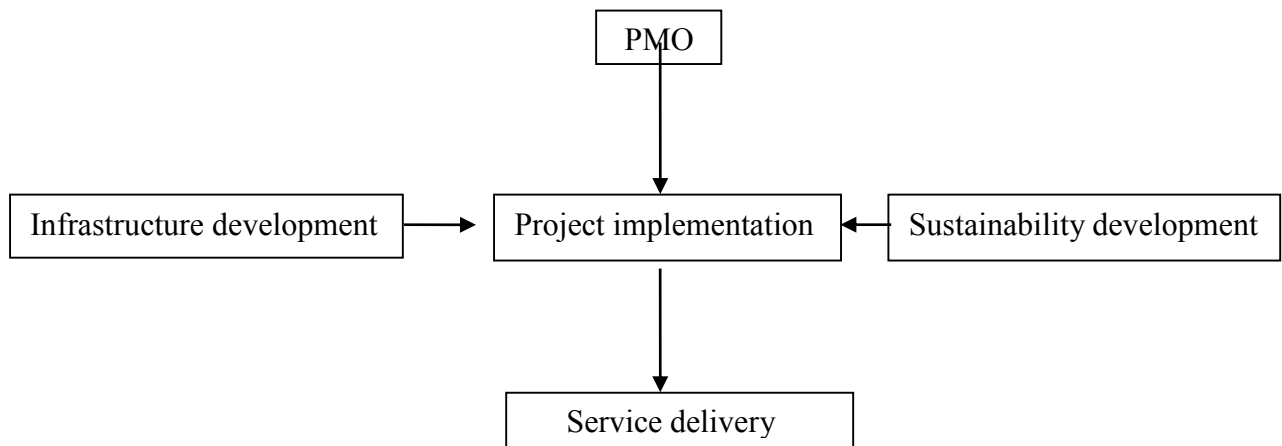 PMO
Infrastructure development
Project implementation
Sustainability development
Service delivery